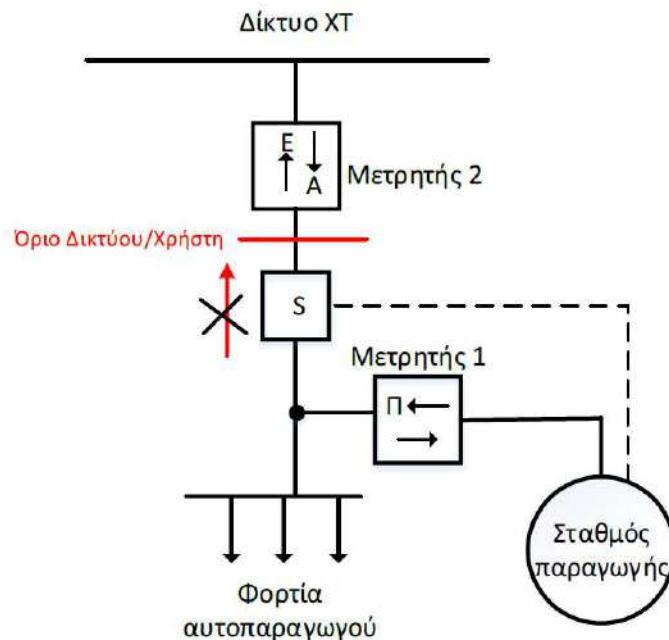 Δίκτυο ΧΤ
Ε
Α
Μετρητής 2
Όριο Δικτύου/Χρήστη
S
Μετρητής 1
Π
Σταθμός
παραγωγής
Φορτία
αυτοπαραγωγού